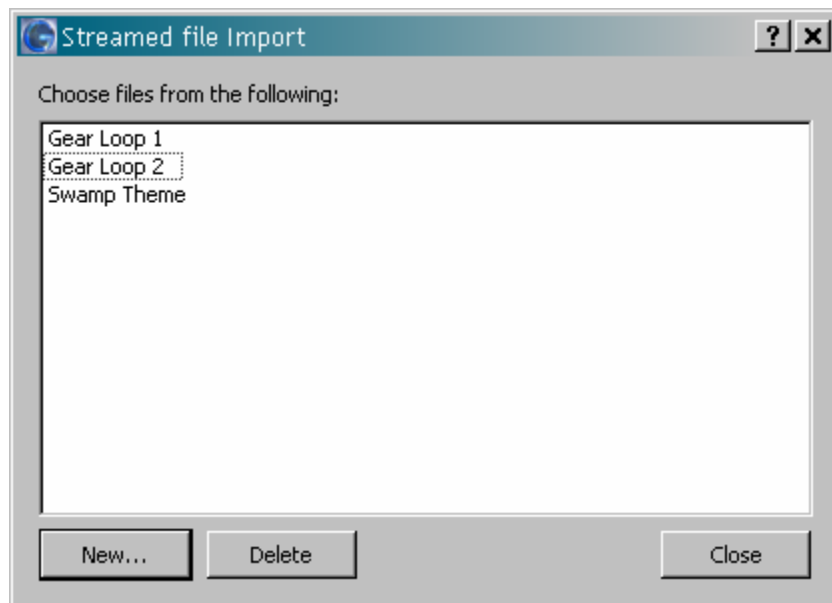 Streamed file Import
Choose files from the following:
Gear Loop 1
Gear Loop 2
Swamp Theme
New... Delete Close